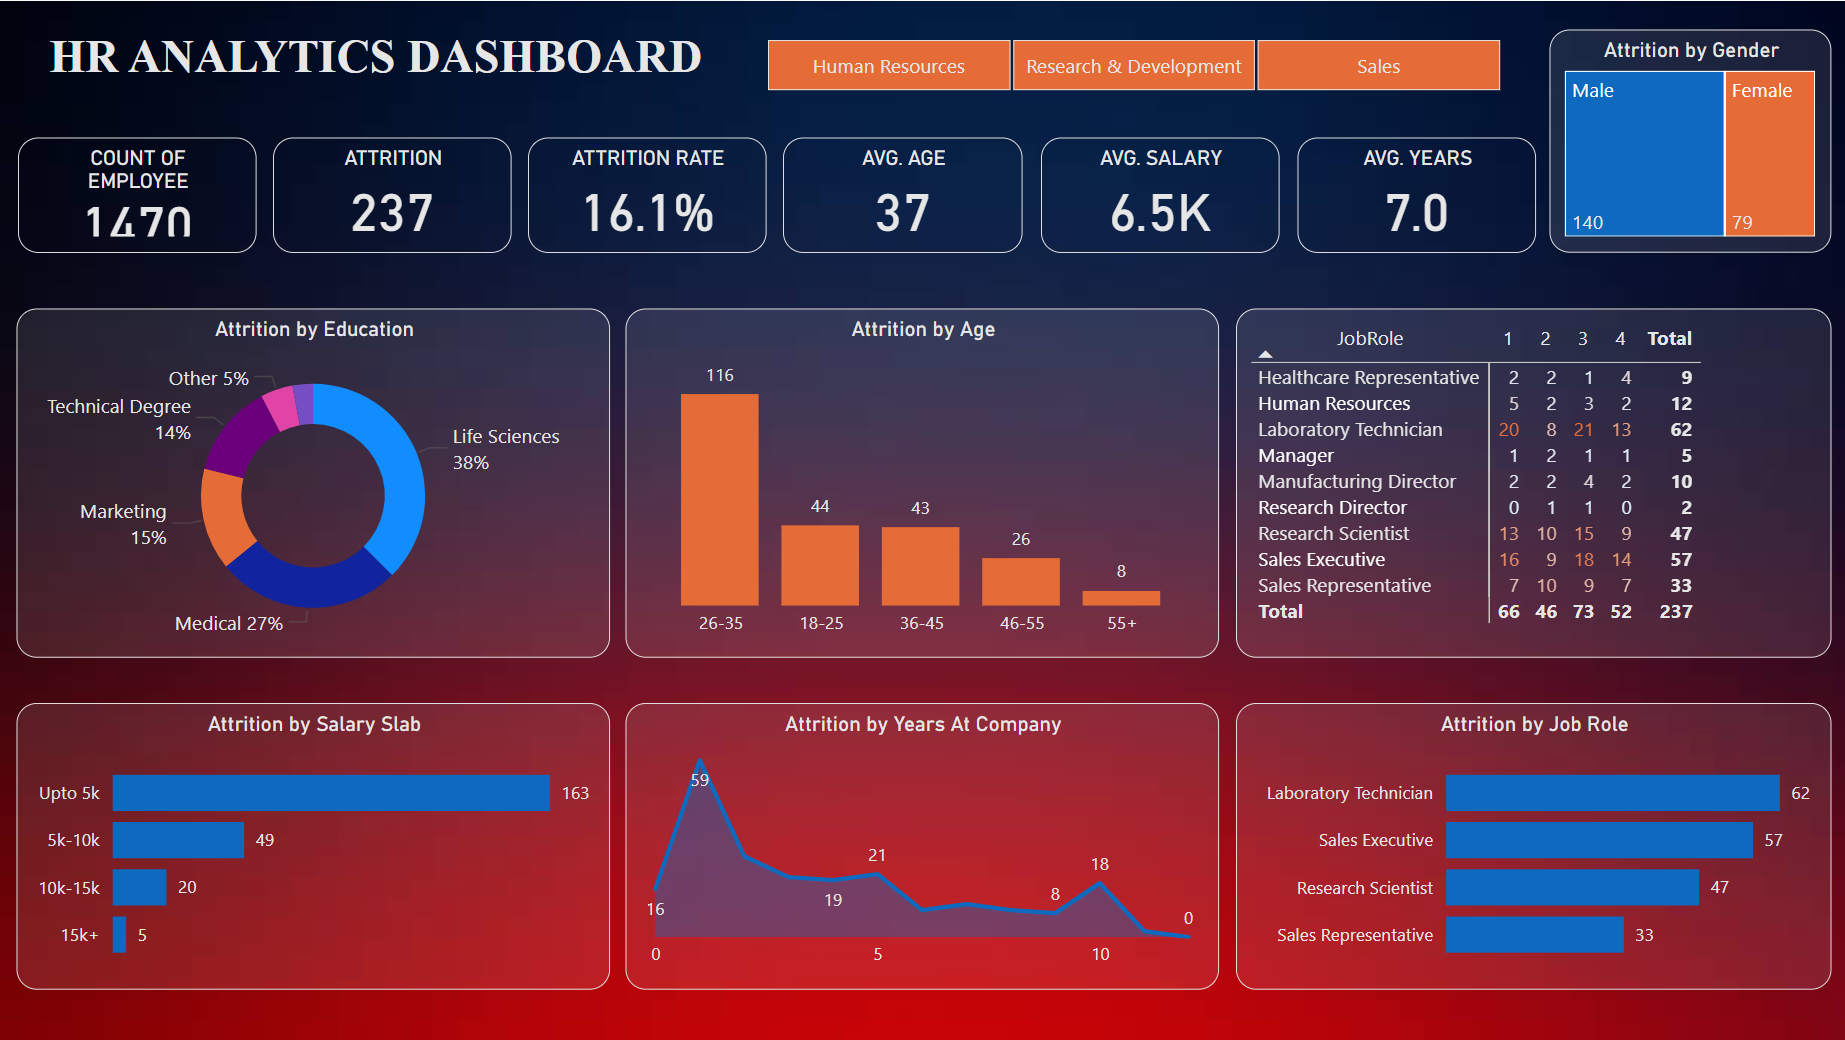 HR ANALYTICS DASHBOARD
Human Resources
Research & Development
Sales
Attrition by Gender
Male
Female
140
79
COUNT OF
EMPLOYEE
1470
ATTRITION
237
ATTRITION RATE
16.1%
AVG. AGE
37
AVG. SALARY
6.5K
AVG. YEARS
7.0
Attrition by Education
Other 5%
Technical Degree
14%
Life Sciences
38%
Marketing
15%
Medical 27%
Attrition by Age
116
44
43
26
8
26-35
18-25
36-45
46-55
55+
JobRole 1 2 3 4 Total
Healthcare Representative 2 2 1 4 9
Human Resources 5 2 3 2 12
Laboratory Technician 20 8 21 13 62
Manager 1 2 1 1 5
Manufacturing Director 2 2 4 2 10
Research Director 0 1 1 0 2
Research Scientist 13 10 15 9 47
Sales Executive 16 9 18 14 57
Sales Representative 7 10 9 7 33
Total 66 46 73 52 237
Attrition by Salary Slab
Upto 5k 163
5k-10k 49
10k-15k 20
15k+ 5
Attrition by Years At Company
59
21
18
16
19
8
0
0
5
10
Attrition by Job Role
Laboratory Technician 62
Sales Executive 57
Research Scientist 47
Sales Representative 33